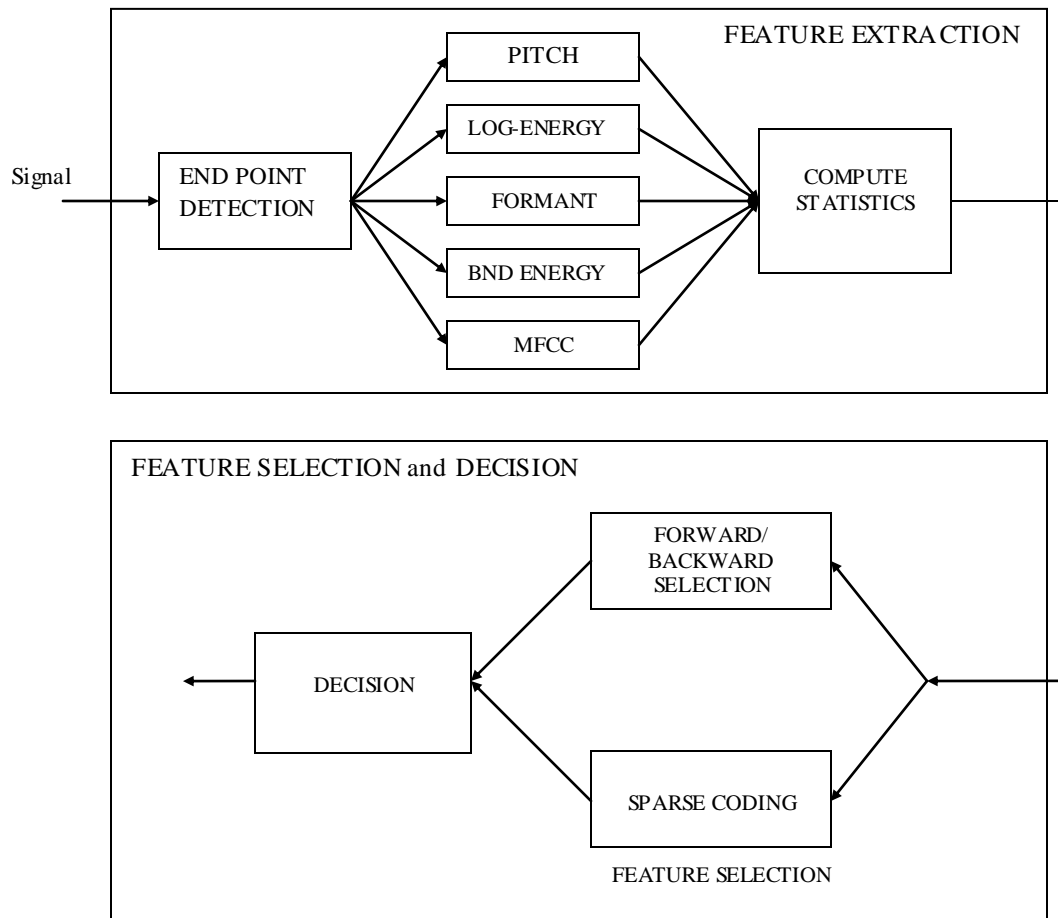 FEATURE EXTRACTION
PITCH
LOG-ENERGY
Signal
END POINT
DETECTION
FORMANT
COMPUTE
STATISTICS
BND ENERGY
MFCC
FEATURE SELECTION and DECISION
FORWARD/
BACKWARD
SELECTION
DECISION
SPARSE CODING
FEATURE SELECTION